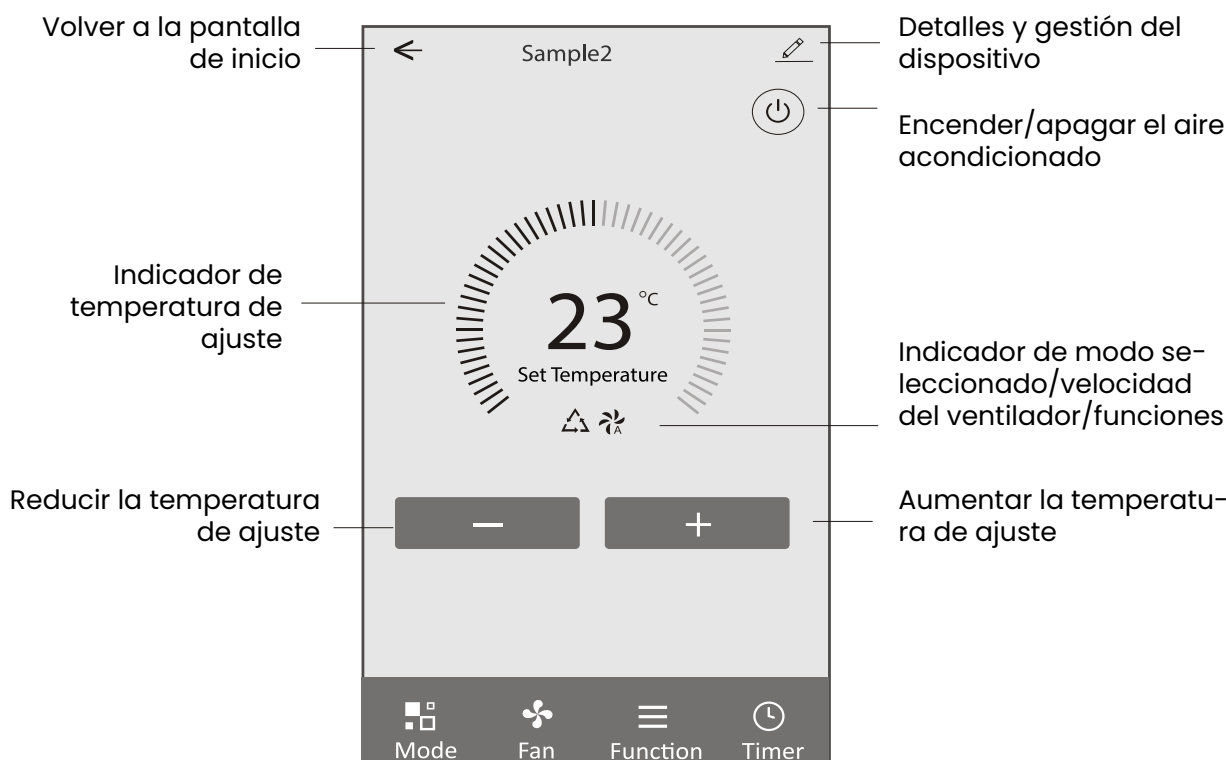 Volver a la pantalla
de inicio
Sample2
Detalles y gestión del
dispositivo
Encender/apagar el aire
acondicionado
Indicador de
temperatura de
ajuste
23 °C
Set Temperature
A
Indicador de modo se-
leccionado/velocidad
del ventilador/funciones
Reducir la temperatura
de ajuste
Aumentar la temperatu-
ra de ajuste
Mode
Fan
Function
Timer